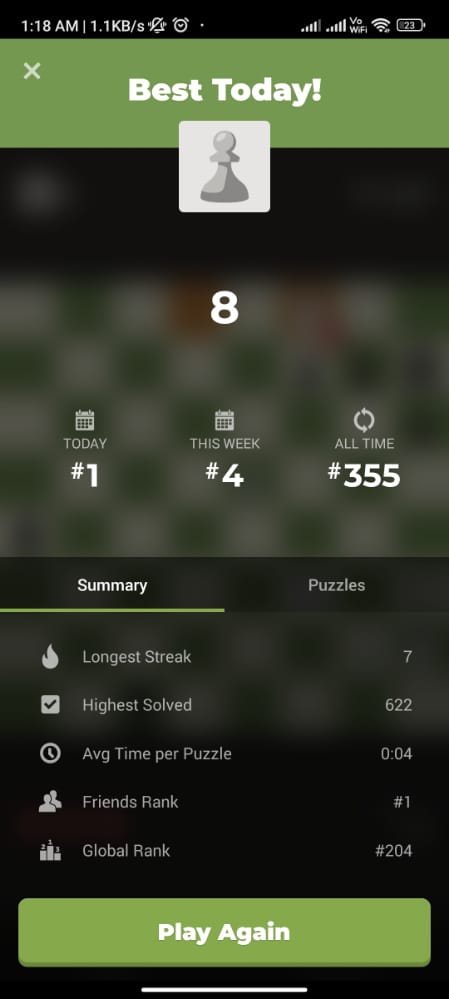 1:18 AM | 1.1KB/s
Vo
WiFi
23
Best Today!
8
TODAY
THIS WEEK
ALL TIME
#1
#4
#355
Summary
Puzzles
Longest Streak
7
Highest Solved
622
Avg Time per Puzzle
0:04
Friends Rank
#1
Global Rank
#204
Play Again